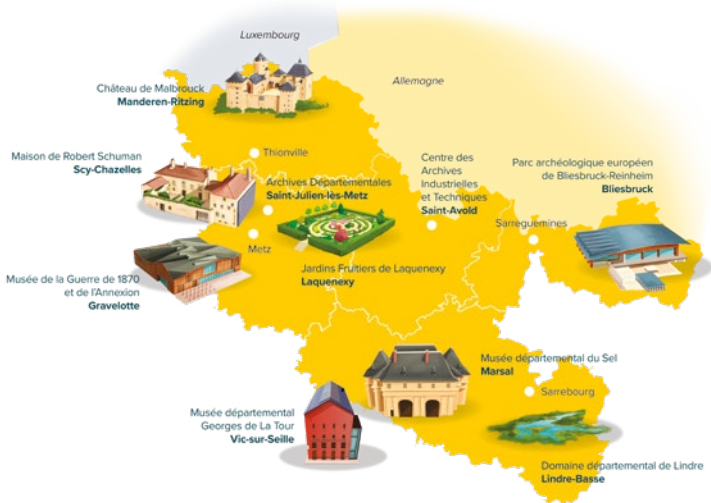 Luxembourg
Allemagne
Château de Malbrouck
Manderen-Ritzing
Thionville
Maison de Robert Schuman
Scy-Chazelles
Archives Départementales
Saint-Julien-lès-Metz
Centre des
Archives
Industrielles
et Techniques
Saint-Avold
Parc archéologique européen
de Bliesbruck-Reinheim
Bliesbruck
Sarreguemines
Metz
Jardins Fruitiers de Laquenexy
Laquenexy
Musée de la Guerre de 1870
et de l'Annexion
Gravelotte
Musée départemental du Sel
Marsal
Sarrebourg
Musée départemental
Georges de La Tour
Vic-sur-Seille
Domaine départemental de Lindre
Lindre-Basse